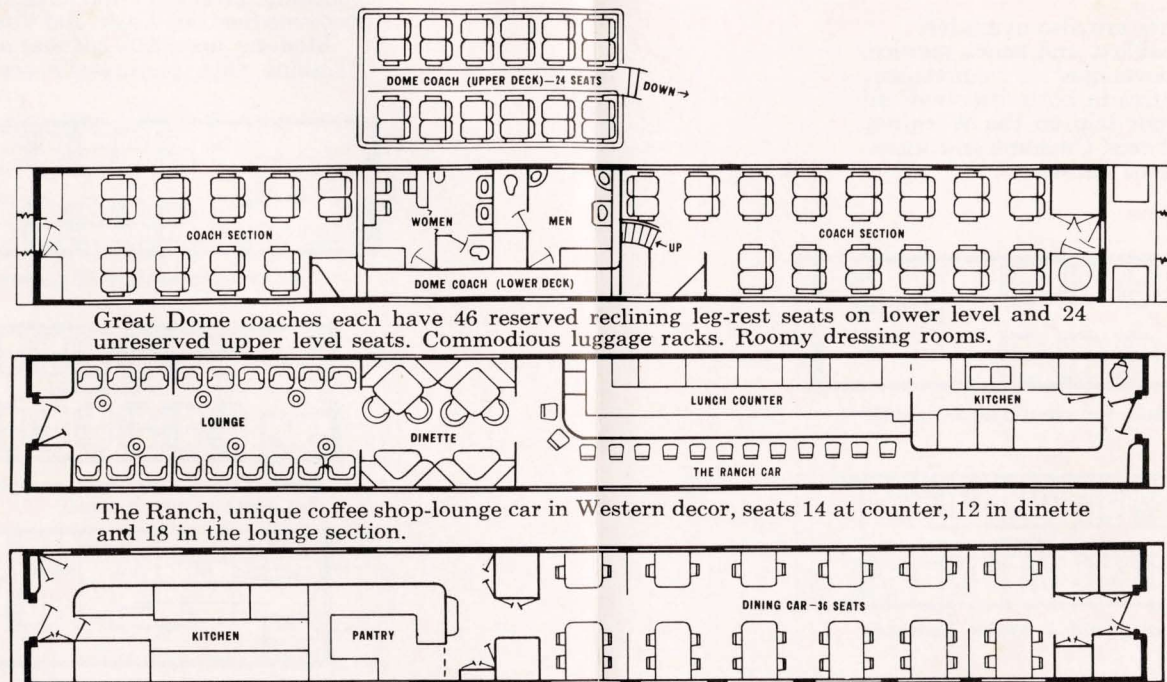 DOME COACH (UPPER DECK)—24 SEATS
DOWN→
COACH SECTION
WOMEN
MEN
←UP
COACH SECTION
DOME COACH (LOWER DECK)
Great Dome coaches each have 46 reserved reclining leg-rest seats on lower level and 24
unreserved upper level seats. Commodious luggage racks. Roomy dressing rooms.
LOUNGE
DINETTE
LUNCH COUNTER
KITCHEN
THE RANCH CAR
The Ranch, unique coffee shop-lounge car in Western decor, seats 14 at counter, 12 in dinette
and 18 in the lounge section.
KITCHEN
PANTRY
DINING CAR–36 SEATS